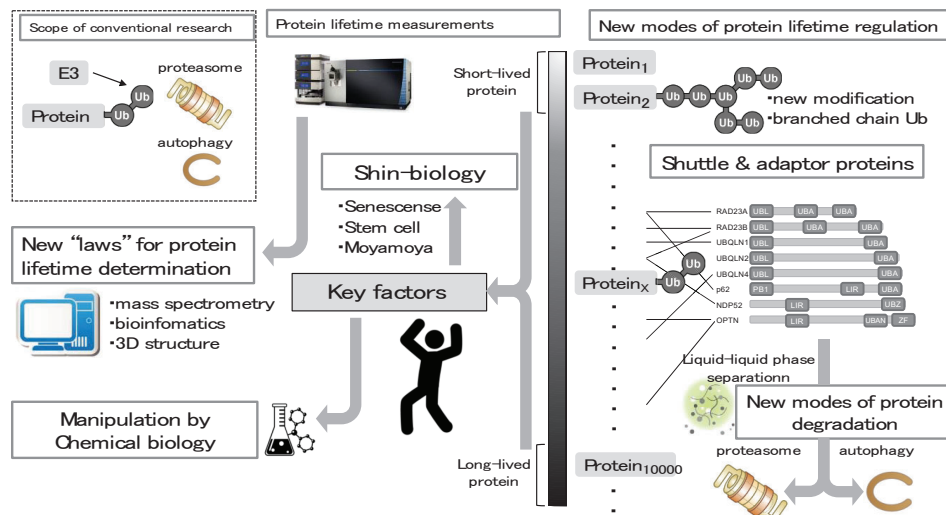 Scope of conventional research
E3
Ub
Ub
Protein
proteasome
autophagy
Protein lifetime measurements
Shin-biology
・Senescense
・Stem cell
・Moyamoya
New “laws” for protein
lifetime determination
・mass spectrometry
・bioinfomatics
・3D structure
Key factors
Manipulation by
Chemical biology
Short-lived
protein
Long-lived
protein
New modes of protein lifetime regulation
Protein1
Protein2
Ub Ub Ub Ub Ub
Ub Ub
・new modification
・branched chain Ub
Shuttle & adaptor proteins
ProteinX
Ub
Ub
RAD23A UBL UBA UBA
RAD23B UBL UBA UBA
UBQLN1 UBL UBA
UBQLN2 UBL UBA
UBQLN4 UBL UBA
p62 PB1 LIR UBA
NDP52 LIR UBZ
OPTN LIR UBAN ZF
Liquid-liquid phase
separationn
New modes of protein
degradation
proteasome
autophagy
Protein10000